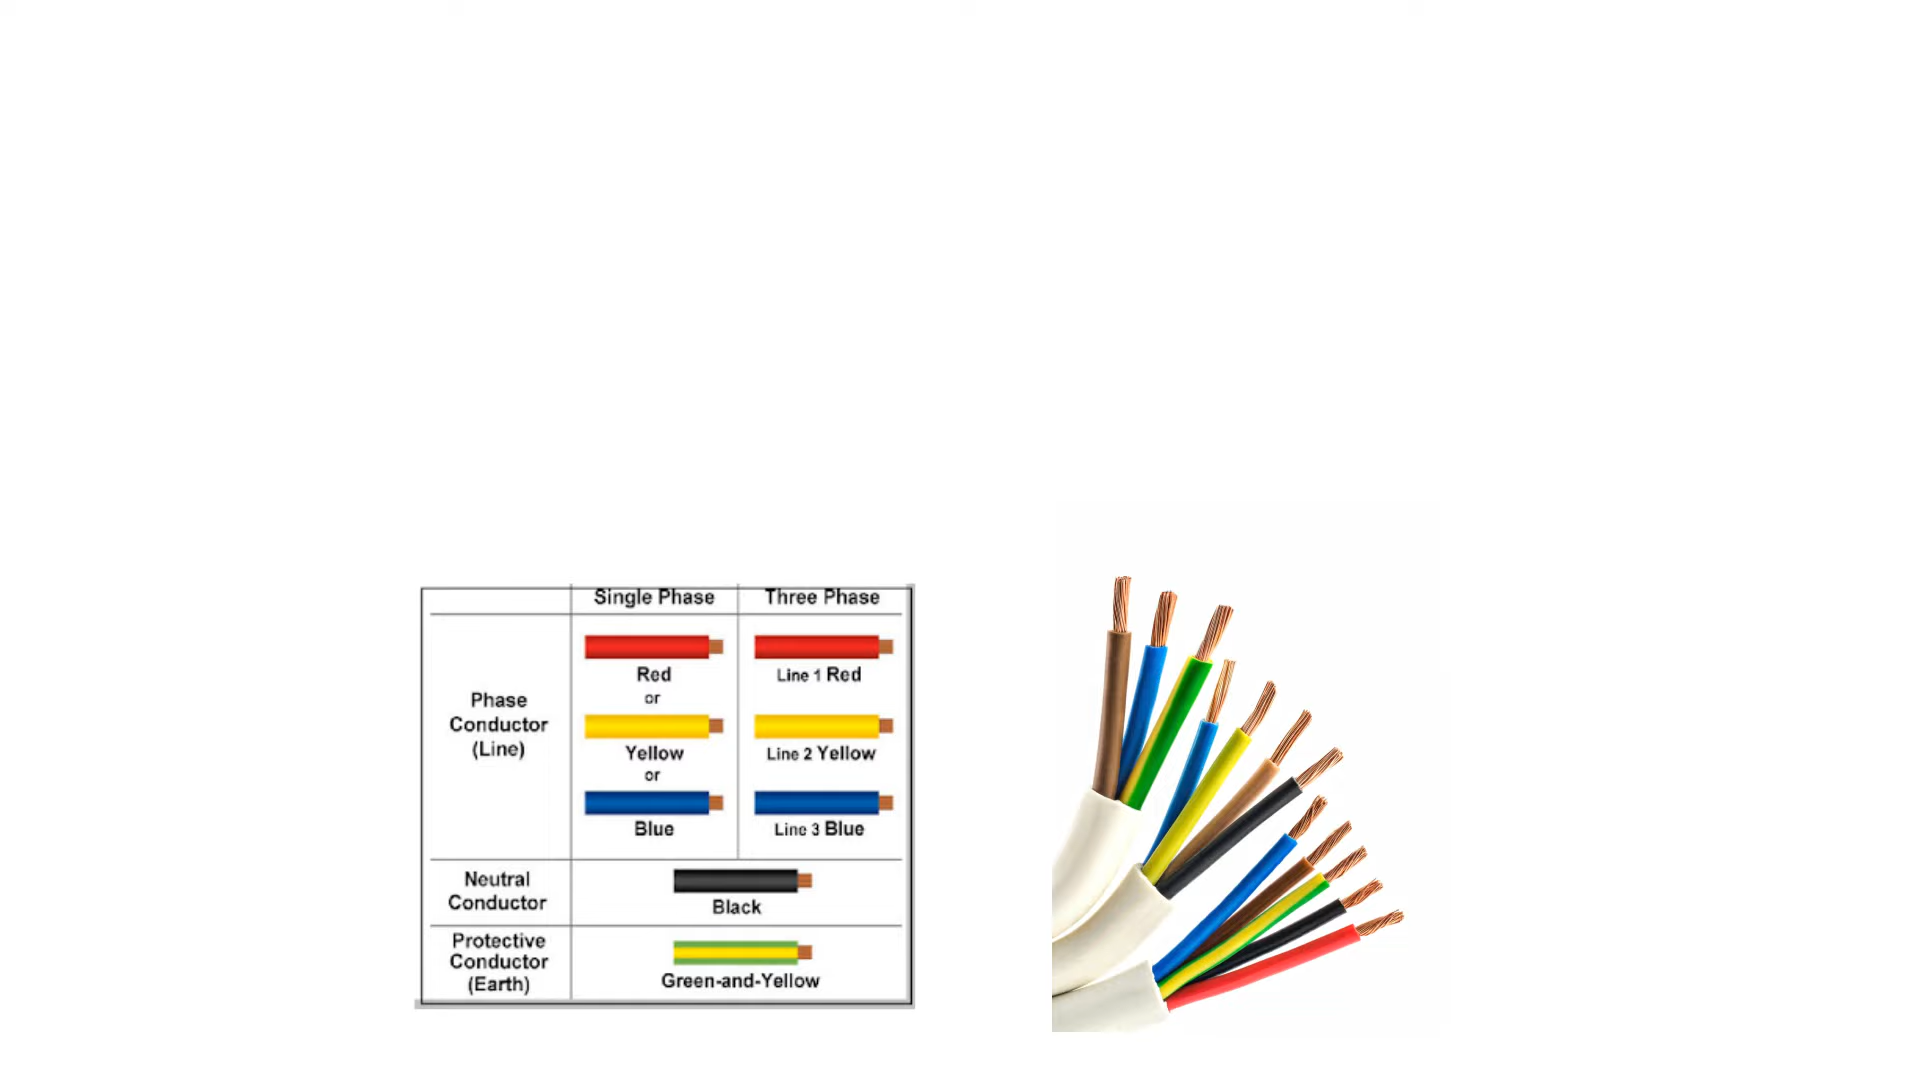 Single Phase
Three Phase
Phase
Conductor
(Line)
Red
or
Yellow
or
Blue
Line 1 Red
Line 2 Yellow
Line 3 Blue
Neutral
Conductor
Black
Protective
Conductor
(Earth)
Green-and-Yellow